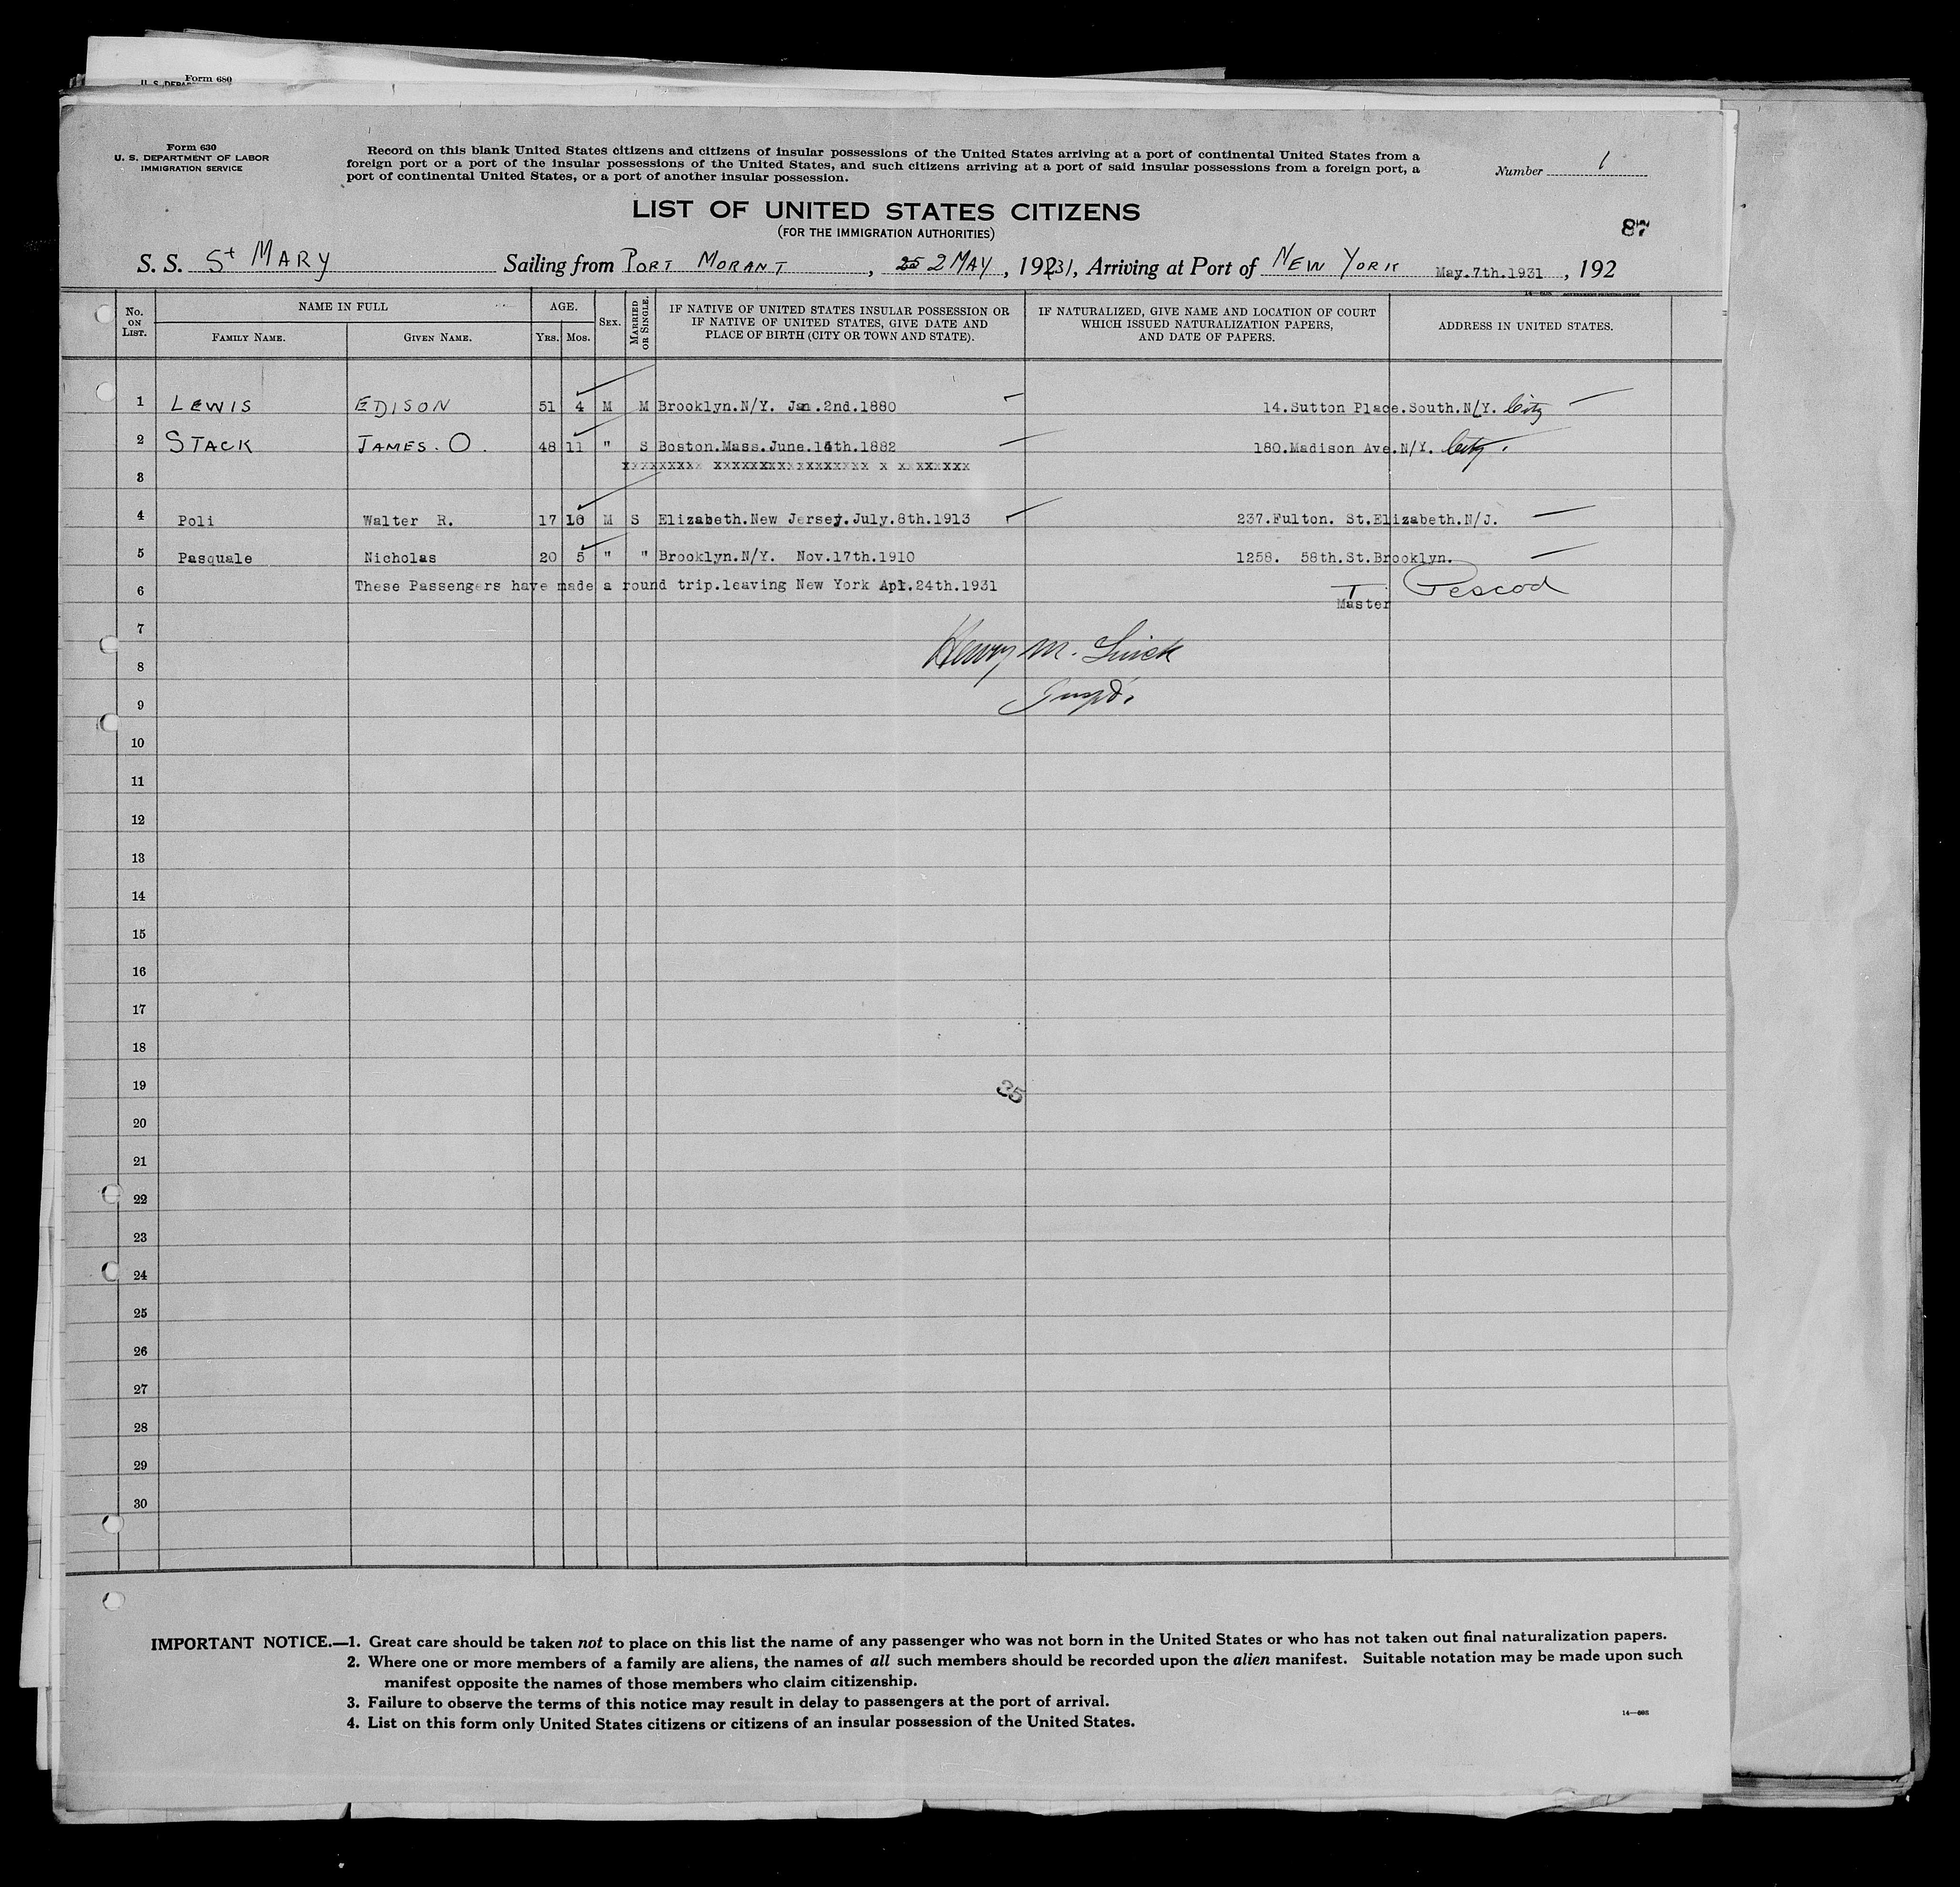 Form 680
Form 630
U. S. DEPARTMENT OF LABOR
IMMIGRATION SERVICE
Record on this blank United States citizens and citizens of insular possessions of the United States arriving at a port of continental United States from a
foreign port or a port of the insular possessions of the United States, and such citizens arriving at a port of said insular possessions from a foreign port, a
port of continental United States, or a port of another insular possession.
Number 1
LIST OF UNITED STATES CITIZENS
(FOR THE IMMIGRATION AUTHORITIES)
87
S. S. St MARY Sailing from PORT MORANT, 2 MAY, 1931, Arriving at Port of NEW YORK May.7th.1931, 192
No. ON LIST. NAME IN FULL AGE. SEX. MARRIED OR SINGLE. IF NATIVE OF UNITED STATES INSULAR POSSESSION OR IF NATIVE OF UNITED STATES, GIVE DATE AND PLACE OF BIRTH (CITY OR TOWN AND STATE). IF NATURALIZED, GIVE NAME AND LOCATION OF COURT WHICH ISSUED NATURALIZATION PAPERS, AND DATE OF PAPERS. ADDRESS IN UNITED STATES.
FAMILY NAME. GIVEN NAME. YRS. MOS.
1 LEWIS EDISON 51 4 M M Brooklyn.N/Y. Jan.2nd.1880 14.Sutton Place.South.N/Y. City
2 STACK JAMES. O. 48 11 " S Boston.Mass.June.14th.1882 180.Madison Ave.N/Y. City.
3 xxxxxxxxx xxxxxxxxxxxxxxxxxx x xxxxxxxx
4 Poli Walter R. 17 10 M S Elizabeth.New Jersey.July.8th.1913 237.Fulton. St.Elizabeth.N/J.
5 Pasquale Nicholas 20 5 " " Brooklyn.N/Y. Nov.17th.1910 1258. 58th.St.Brooklyn.
6 These Passengers have made a round trip.leaving New York Apl.24th.1931 T Pescod
Master
7
Henry M.
8
Inspr.
9
10
11
12
13
14
15
16
17
18
35
19
20
21
22
23
24
25
26
27
28
29
30
IMPORTANT NOTICE.—1. Great care should be taken not to place on this list the name of any passenger who was not born in the United States or who has not taken out final naturalization papers.
2. Where one or more members of a family are aliens, the names of all such members should be recorded upon the alien manifest. Suitable notation may be made upon such
manifest opposite the names of those members who claim citizenship.
3. Failure to observe the terms of this notice may result in delay to passengers at the port of arrival.
4. List on this form only United States citizens or citizens of an insular possession of the United States.